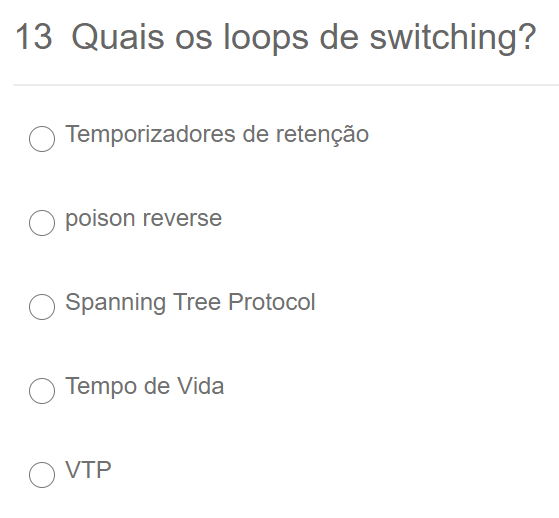 13 Quais os loops de switching?
Temporizadores de retenção
poison reverse
Spanning Tree Protocol
Tempo de Vida
VTP